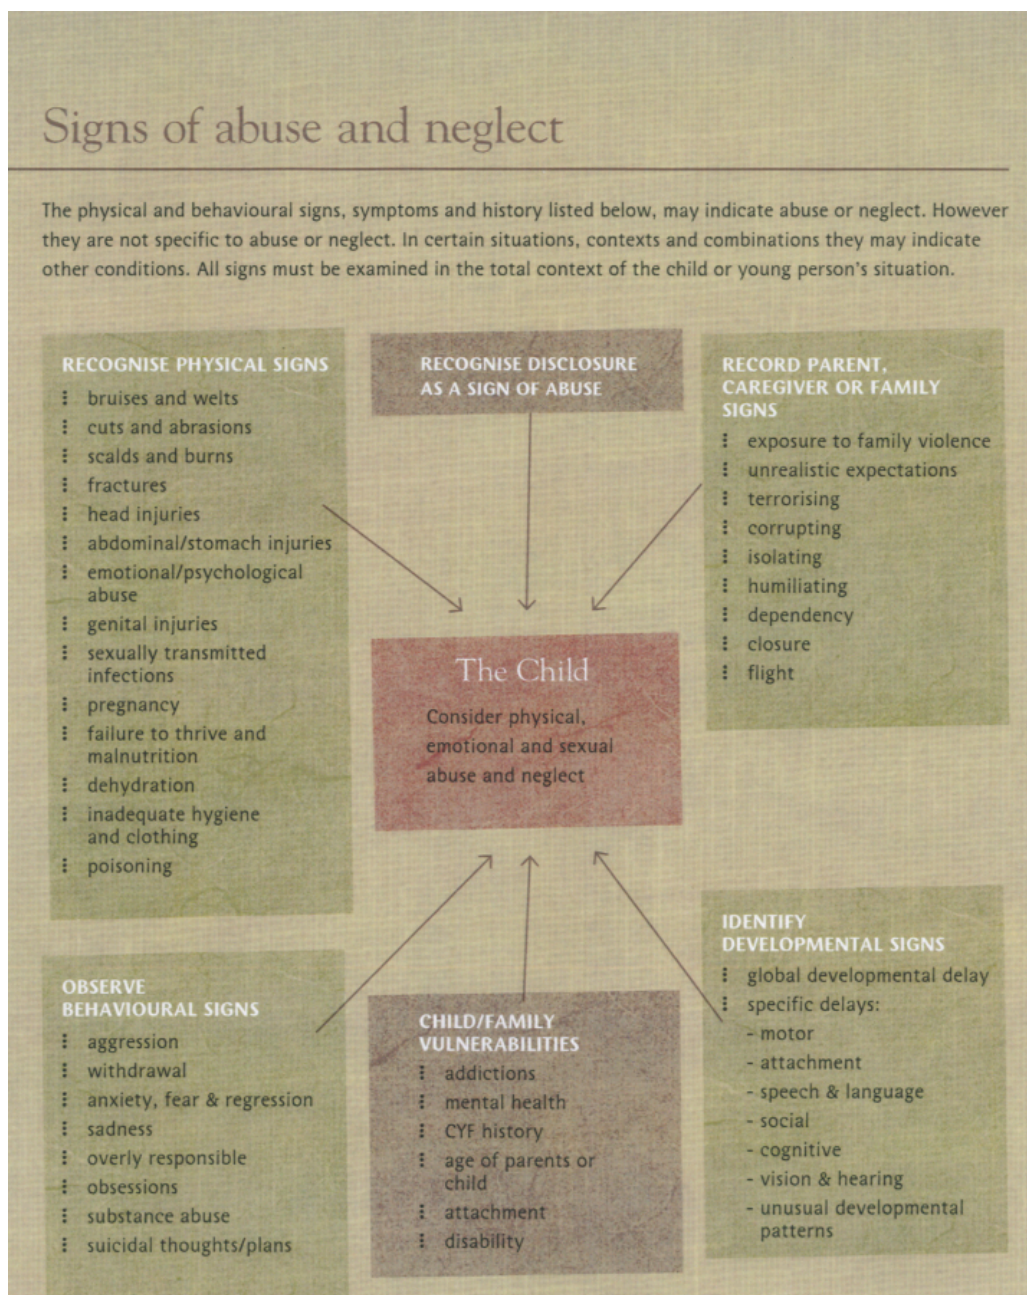 Signs of abuse and neglect
The physical and behavioural signs, symptoms and history listed below, may indicate abuse or neglect. However
they are not specific to abuse or neglect. In certain situations, contexts and combinations they may indicate
other conditions. All signs must be examined in the total context of the child or young person's situation.
RECOGNISE PHYSICAL SIGNS
bruises and welts
cuts and abrasions
scalds and burns
fractures
head injuries
abdominal/stomach injuries
emotional/psychological
abuse
genital injuries
sexually transmitted
infections
pregnancy
failure to thrive and
malnutrition
dehydration
inadequate hygiene
and clothing
poisoning
RECOGNISE DISCLOSURE
AS A SIGN OF ABUSE
RECORD PARENT,
CAREGIVER OR FAMILY
SIGNS
exposure to family violence
unrealistic expectations
terrorising
corrupting
isolating
humiliating
dependency
closure
flight
The Child
Consider physical,
emotional and sexual
abuse and neglect
OBSERVE
BEHAVIOURAL SIGNS
aggression
withdrawal
anxiety, fear & regression
sadness
overly responsible
obsessions
substance abuse
suicidal thoughts/plans
CHILD/FAMILY
VULNERABILITIES
addictions
mental health
CYF history
age of parents or
child
attachment
disability
IDENTIFY
DEVELOPMENTAL SIGNS
global developmental delay
specific delays:
- motor
- attachment
- speech & language
- social
- cognitive
- vision & hearing
- unusual developmental
patterns